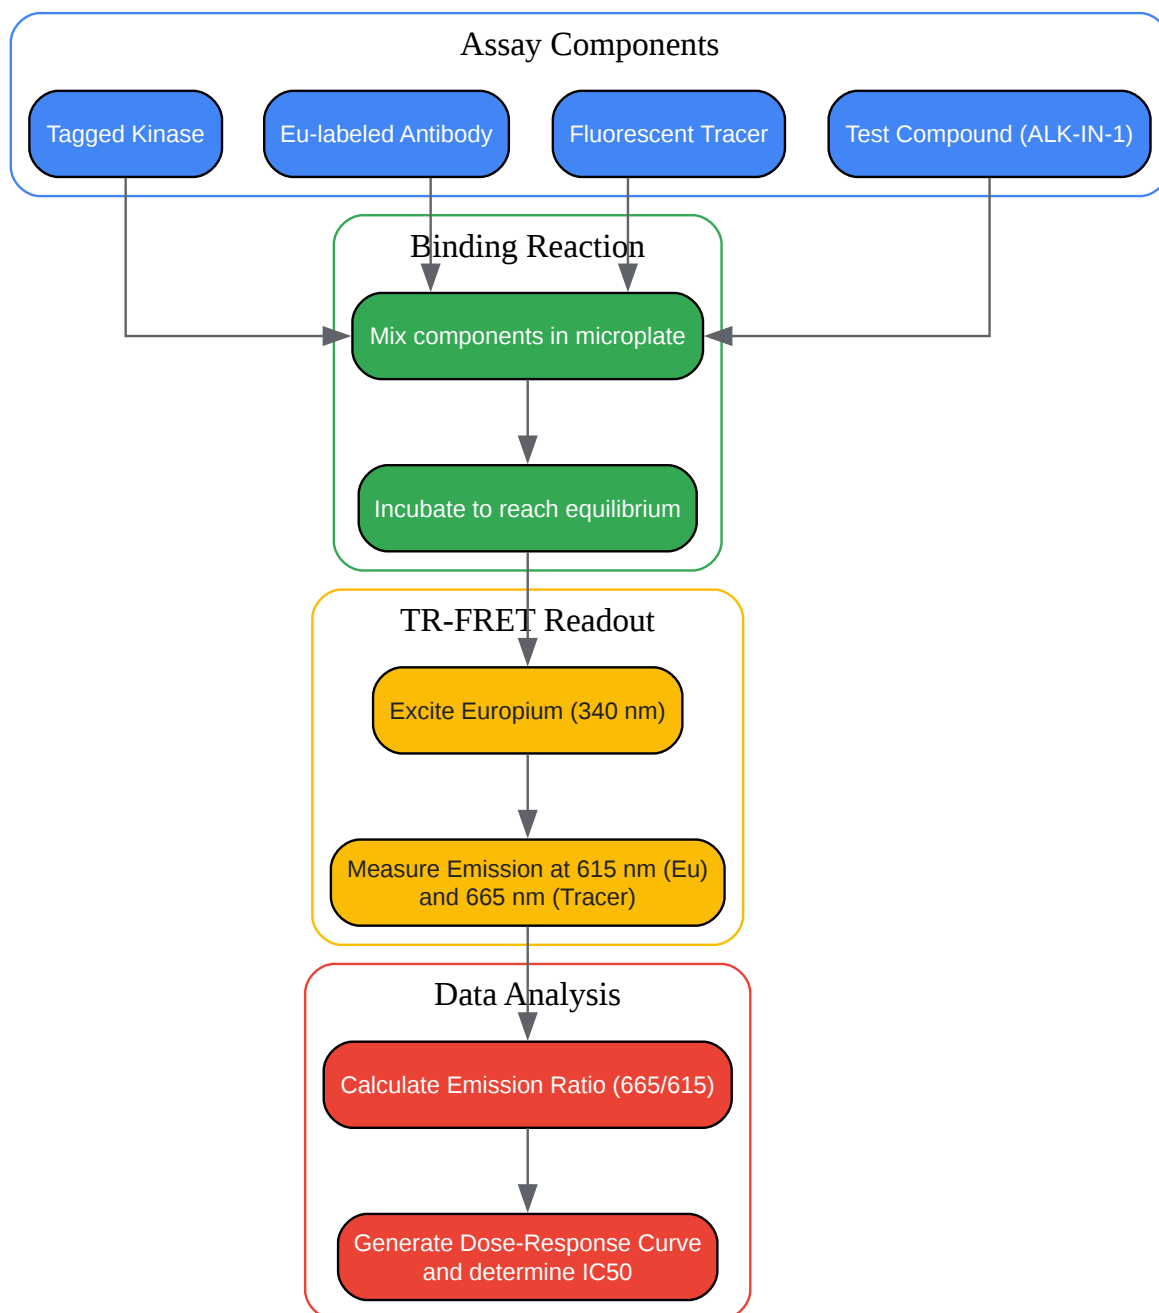 Assay Components
Tagged Kinase
Eu-labeled Antibody
Fluorescent Tracer
Test Compound (ALK-IN-1)
Binding Reaction
Mix components in microplate
Incubate to reach equilibrium
TR-FRET Readout
Excite Europium (340 nm)
Measure Emission at 615 nm (Eu)
and 665 nm (Tracer)
Data Analysis
Calculate Emission Ratio (665/615)
Generate Dose-Response Curve
and determine IC50